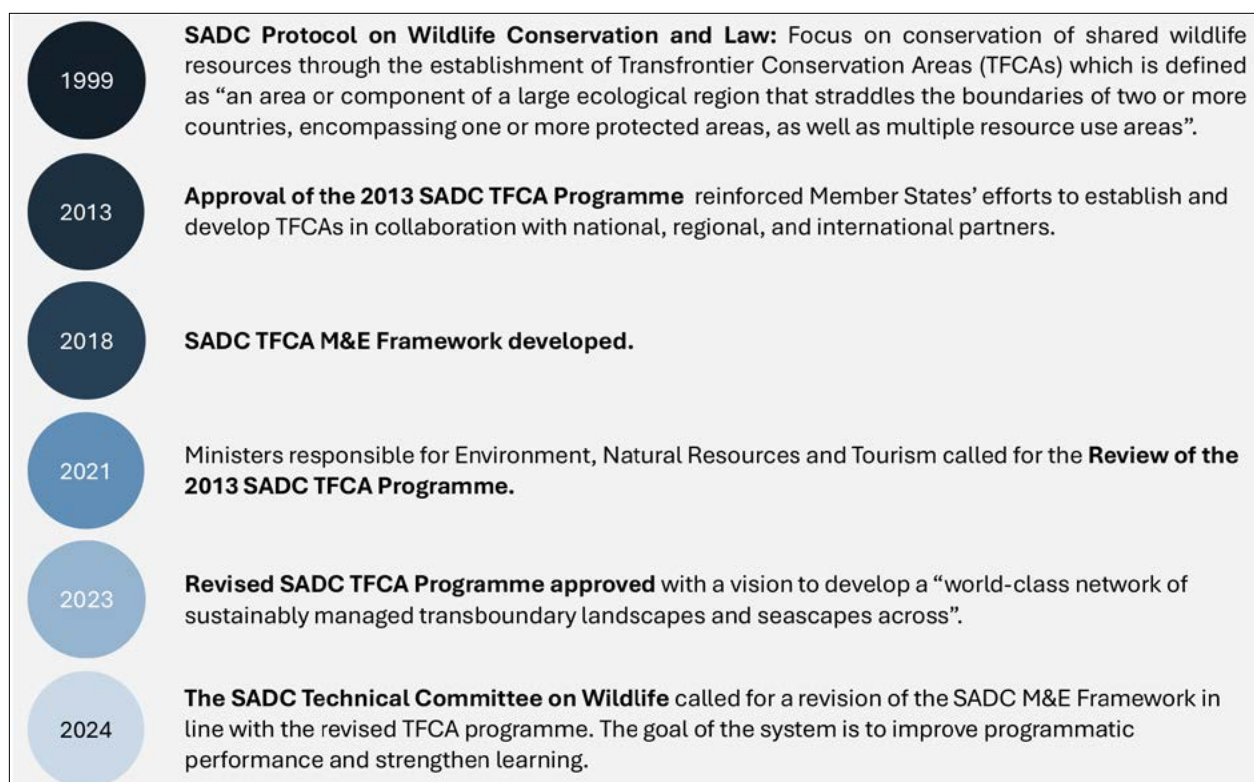 1999
SADC Protocol on Wildlife Conservation and Law: Focus on conservation of shared wildlife
resources through the establishment of Transfrontier Conservation Areas (TFCAs) which is defined
as “an area or component of a large ecological region that straddles the boundaries of two or more
countries, encompassing one or more protected areas, as well as multiple resource use areas”.
2013
Approval of the 2013 SADC TFCA Programme reinforced Member States’ efforts to establish and
develop TFCAs in collaboration with national, regional, and international partners.
2018
SADC TFCA M&E Framework developed.
2021
Ministers responsible for Environment, Natural Resources and Tourism called for the Review of the
2013 SADC TFCA Programme.
2023
Revised SADC TFCA Programme approved with a vision to develop a “world-class network of
sustainably managed transboundary landscapes and seascapes across”.
2024
The SADC Technical Committee on Wildlife called for a revision of the SADC M&E Framework in
line with the revised TFCA programme. The goal of the system is to improve programmatic
performance and strengthen learning.